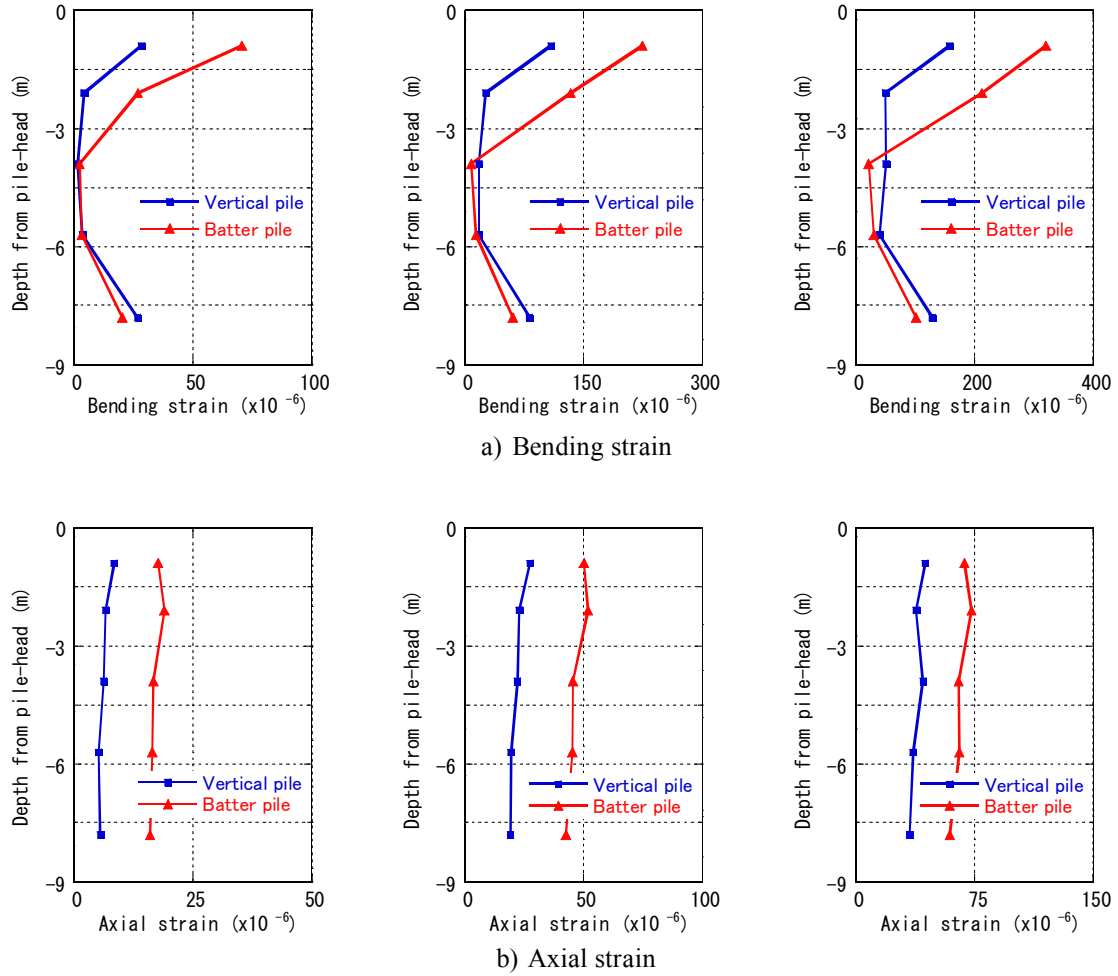 0
-3
-6
-9
Depth from pile-head (m)
Vertical pile
Batter pile
0 50 100
Bending strain (x10 -6)
0
-3
-6
-9
Depth from pile-head (m)
Vertical pile
Batter pile
0 150 300
Bending strain (x10 -6)
0
-3
-6
-9
Depth from pile-head (m)
Vertical pile
Batter pile
0 200 400
Bending strain (x10 -6)
a) Bending strain
0
-3
-6
-9
Depth from pile-head (m)
Vertical pile
Batter pile
0 25 50
Axial strain (x10 -6)
0
-3
-6
-9
Depth from pile-head (m)
Vertical pile
Batter pile
0 50 100
Axial strain (x10 -6)
0
-3
-6
-9
Depth from pile-head (m)
Vertical pile
Batter pile
0 75 150
Axial strain (x10 -6)
b) Axial strain